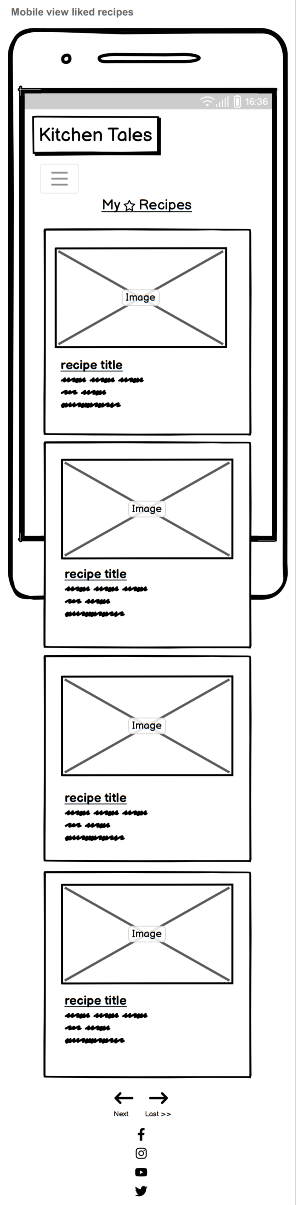 Mobile view liked recipes
16:36
Kitchen Tales
My ☆ Recipes
Image
recipe title
Image
recipe title
Image
recipe title
Image
recipe title
Next Last >>